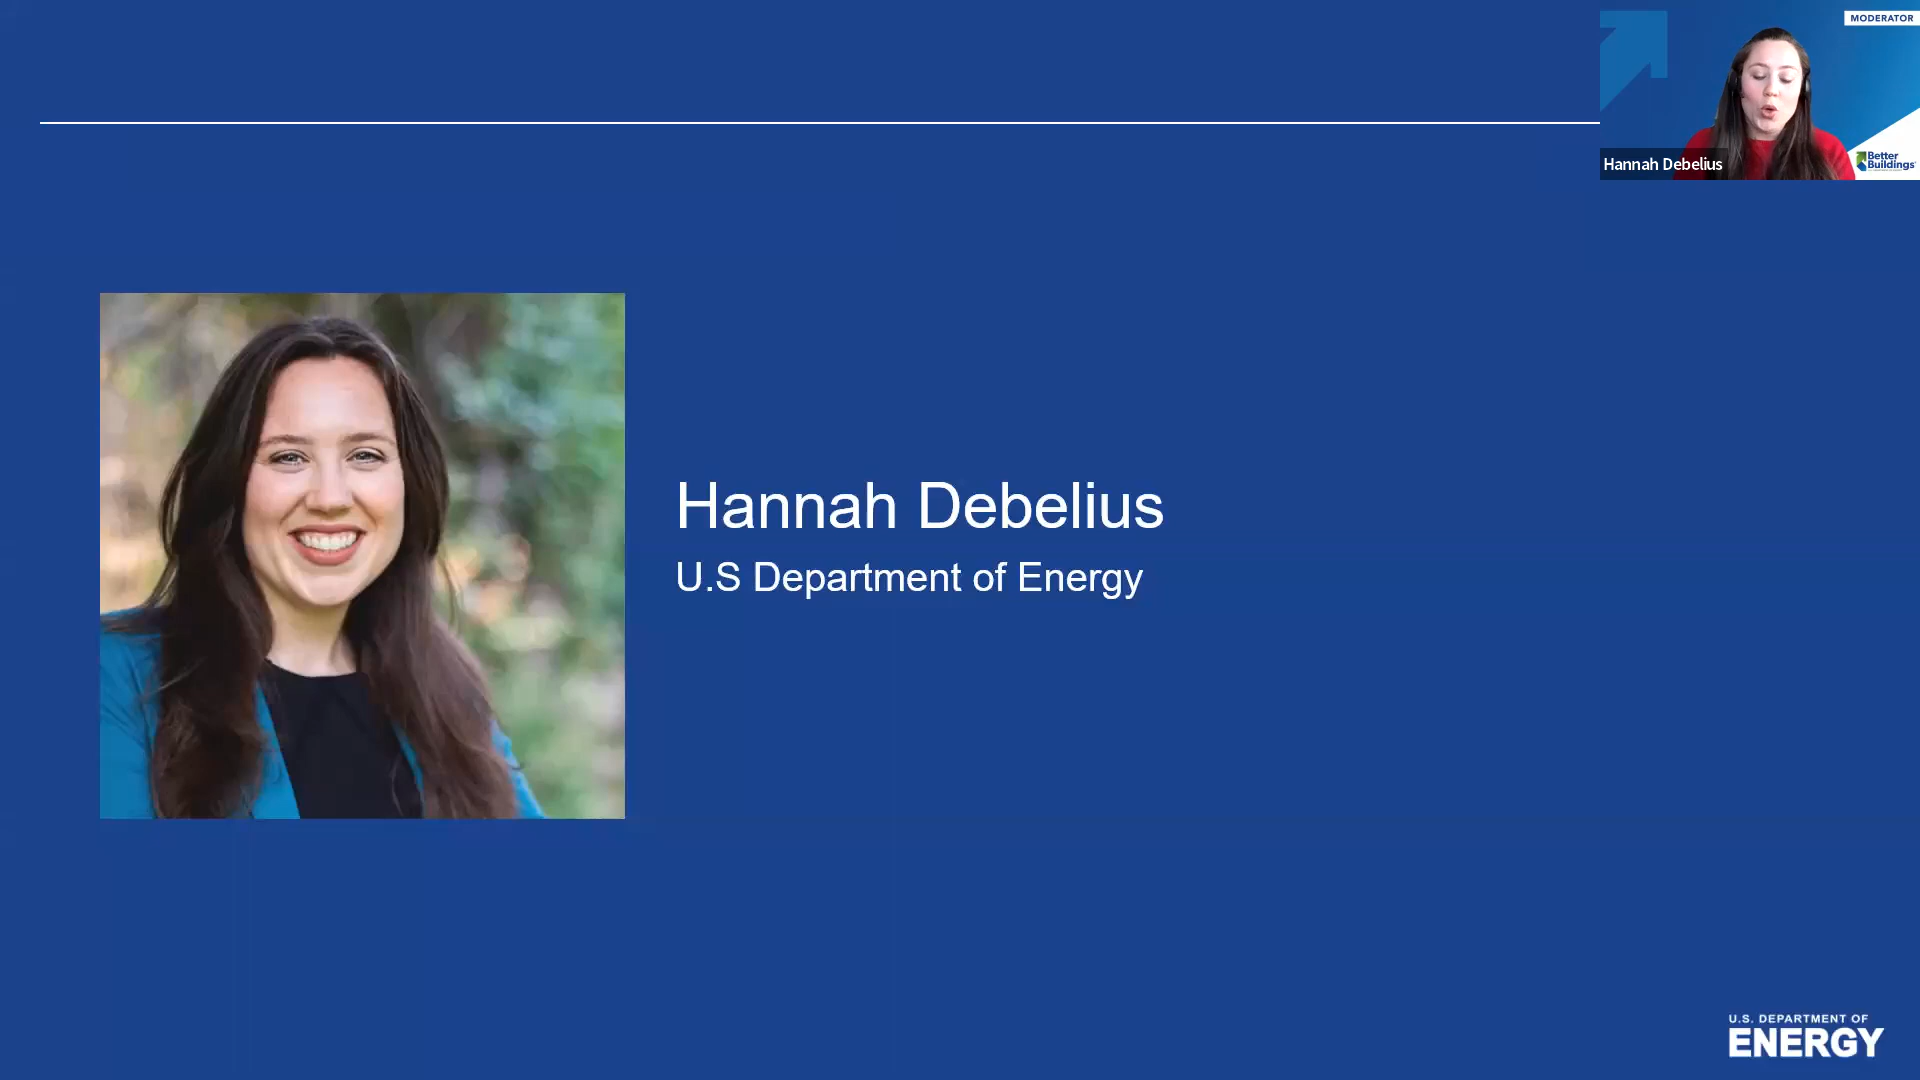 MODERATOR
Hannah Debelius
Better
Buildings
Hannah Debelius
U.S Department of Energy
U.S. DEPARTMENT OF
ENERGY